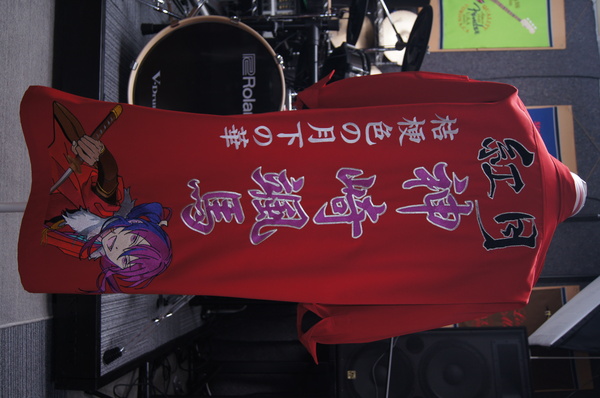 紅月
神崎颯馬
桔梗色の月下の華
Roland